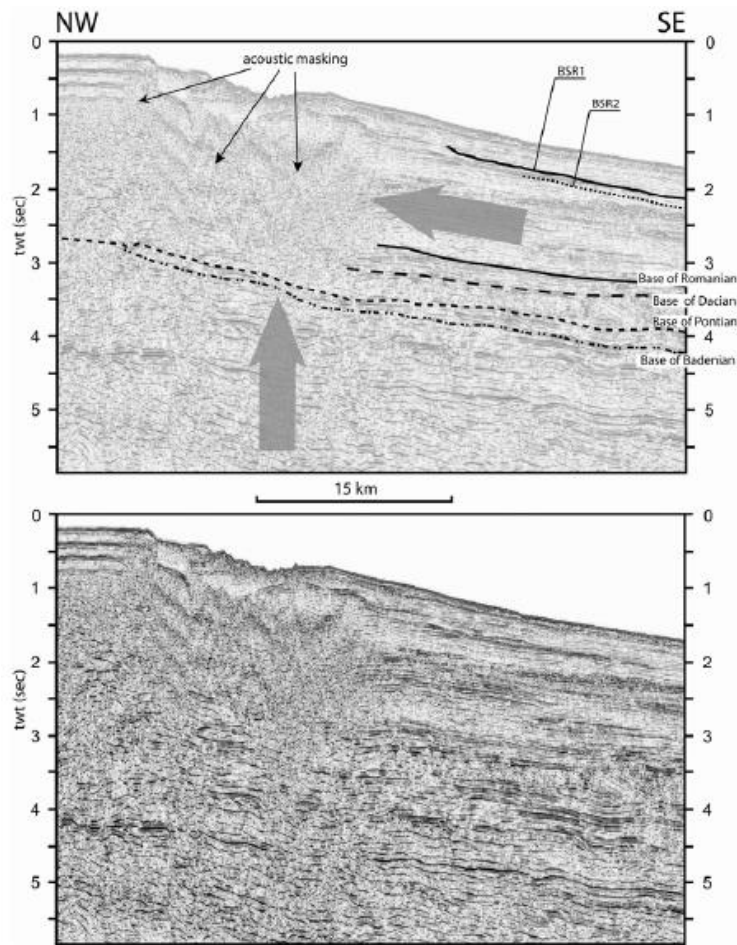 NW SE
0 0
acoustic masking
BSR1
BSR2
1 1
2 2
twt (sec)
3 3
Base of Romanian
Base of Dacian
Base of Pontian
4 4
Base of Badenian
5 5
15 km
0 0
1 1
2 2
twt (sec)
3 3
4 4
5 5